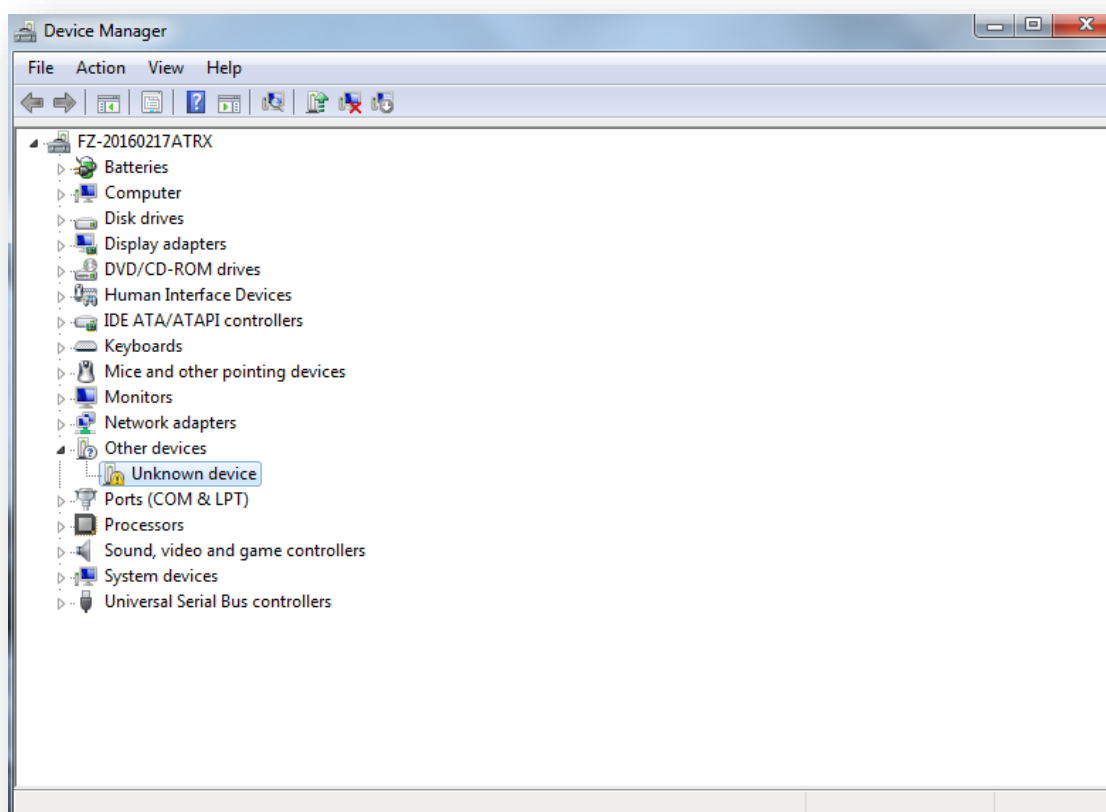 Device Manager
File Action View Help
FZ-20160217ATRX
Batteries
Computer
Disk drives
Display adapters
DVD/CD-ROM drives
Human Interface Devices
IDE ATA/ATAPI controllers
Keyboards
Mice and other pointing devices
Monitors
Network adapters
Other devices
Unknown device
Ports (COM & LPT)
Processors
Sound, video and game controllers
System devices
Universal Serial Bus controllers